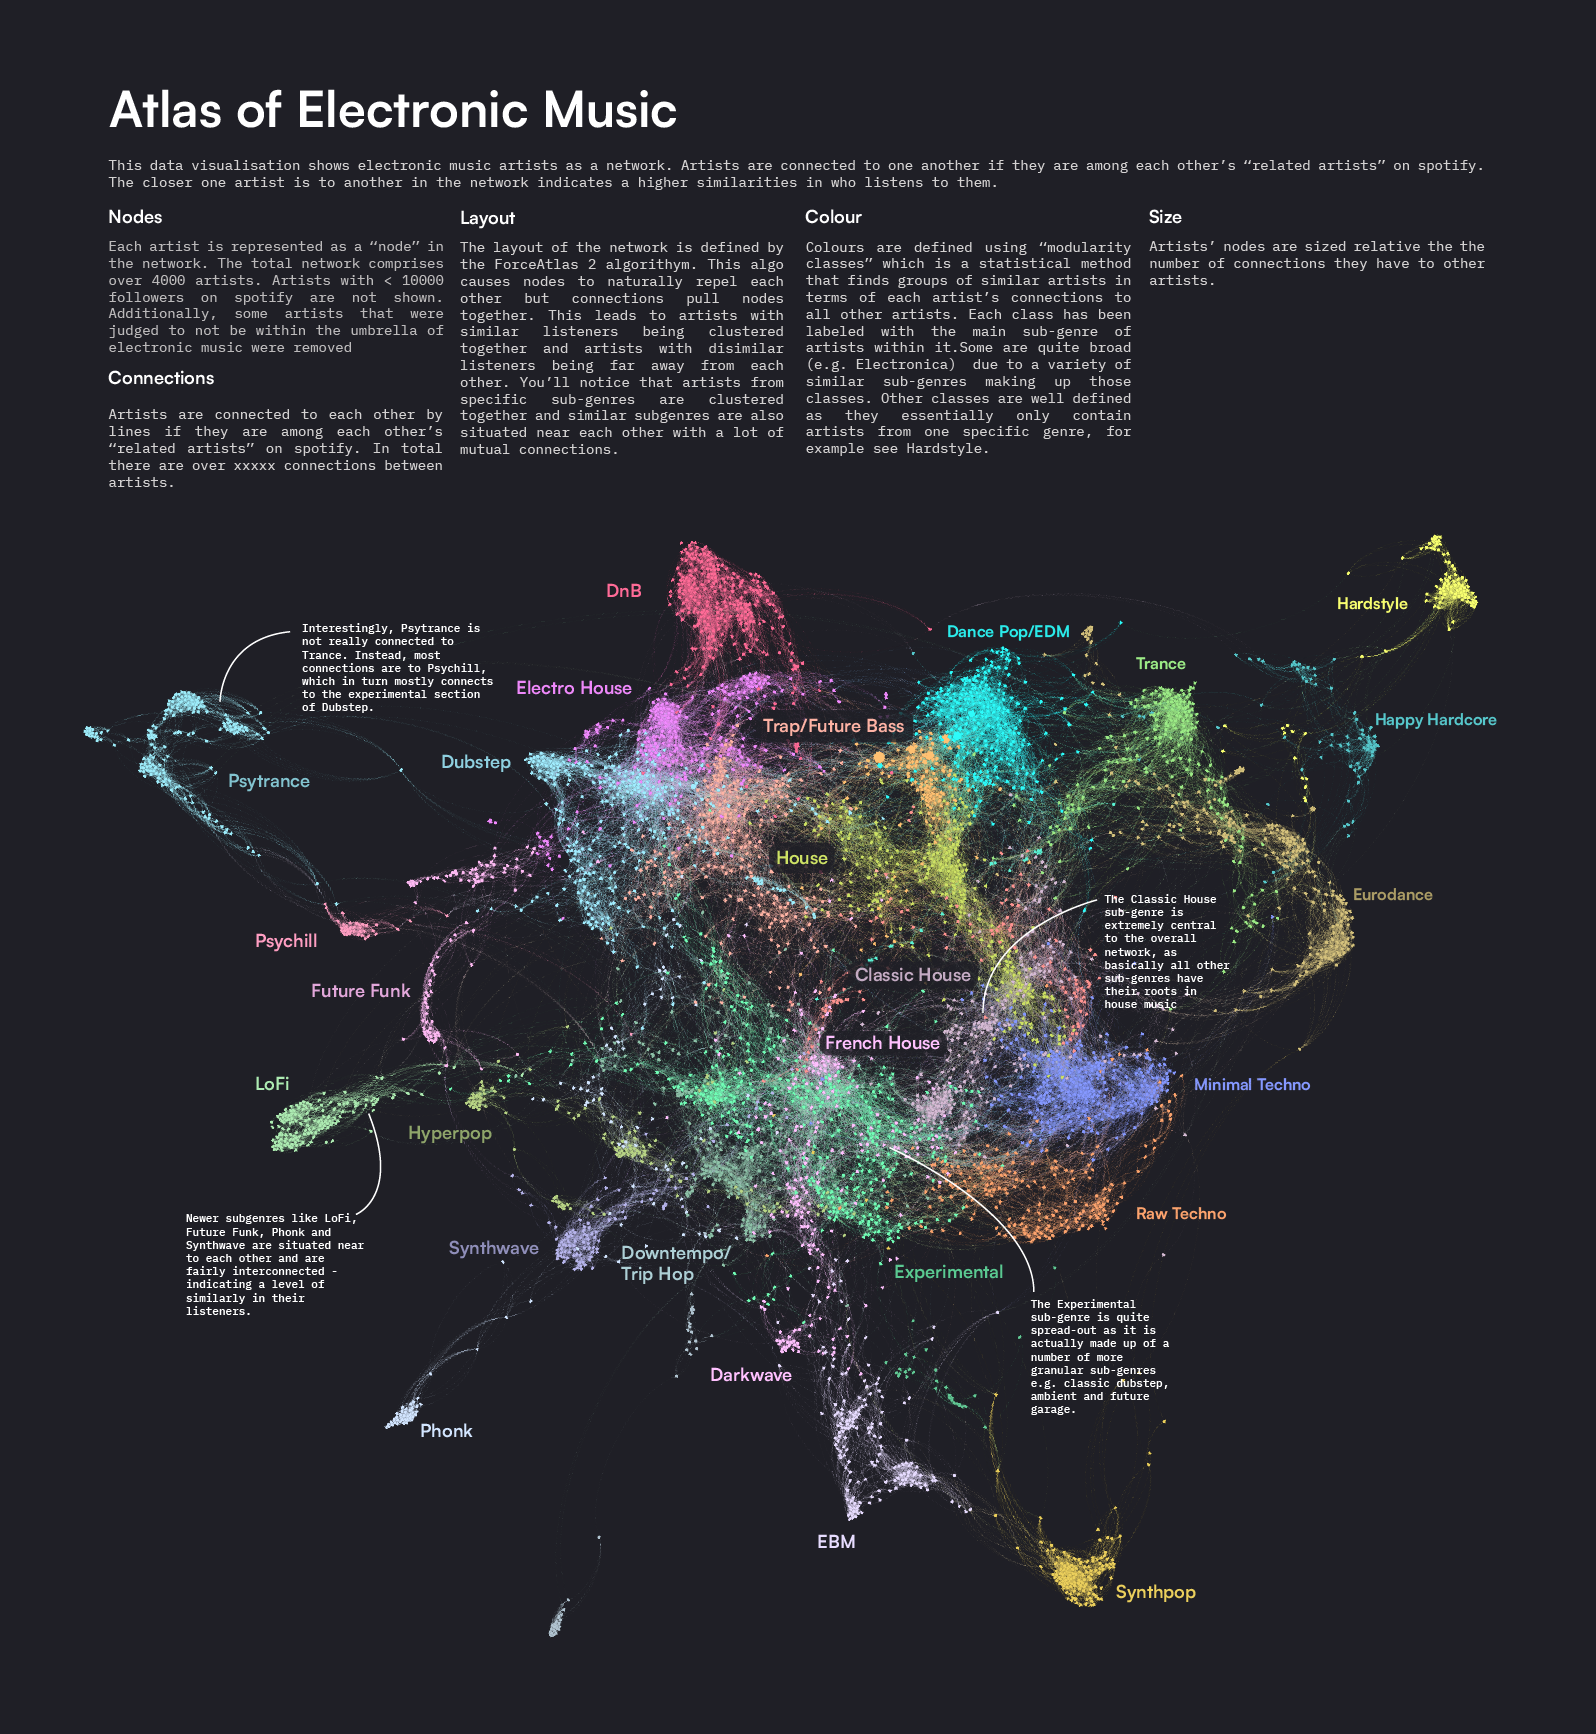 Atlas of Electronic Music
This data visualisation shows electronic music artists as a network. Artists are connected to one another if they are among each other's “related artists” on spotify.
The closer one artist is to another in the network indicates a higher similarities in who listens to them.
Nodes
Each artist is represented as a “node” in
the network. The total network comprises
over 4000 artists. Artists with < 10000
followers on spotify are not shown.
Additionally, some artists that were
judged to not be within the umbrella of
electronic music were removed
Connections
Artists are connected to each other by
lines if they are among each other's
“related artists” on spotify. In total
there are over xxxxx connections between
artists.
Layout
The layout of the network is defined by
the ForceAtlas 2 algorithym. This algo
causes nodes to naturally repel each
other but connections pull nodes
together. This leads to artists with
similar listeners being clustered
together and artists with disimilar
listeners being far away from each
other. You'll notice that artists from
specific sub-genres are clustered
together and similar subgenres are also
situated near each other with a lot of
mutual connections.
Colour
Colours are defined using “modularity
classes” which is a statistical method
that finds groups of similar artists in
terms of each artist's connections to
all other artists. Each class has been
labeled with the main sub-genre of
artists within it.Some are quite broad
(e.g. Electronica) due to a variety of
similar sub-genres making up those
classes. Other classes are well defined
as they essentially only contain
artists from one specific genre, for
example see Hardstyle.
Size
Artists' nodes are sized relative the the
number of connections they have to other
artists.
DnB
Hardstyle
Interestingly, Psytrance is
not really connected to
Trance. Instead, most
connections are to Psychill,
which in turn mostly connects
to the experimental section
of Dubstep.
Dance Pop/EDM
Trance
Electro House
Trap/Future Bass
Happy Hardcore
Dubstep
Psytrance
House
Eurodance
The Classic House
sub-genre is
extremely central
to the overall
network, as
basically all other
sub-genres have
their roots in
house music
Psychill
Classic House
Future Funk
French House
LoFi
Minimal Techno
Hyperpop
Raw Techno
Newer subgenres like LoFi,
Future Funk, Phonk and
Synthwave are situated near
to each other and are
fairly interconnected -
indicating a level of
similarly in their
listeners.
Synthwave
Downtempo/
Trip Hop
Experimental
The Experimental
sub-genre is quite
spread-out as it is
actually made up of a
number of more
granular sub-genres
e.g. classic dubstep,
ambient and future
garage.
Darkwave
Phonk
EBM
Synthpop